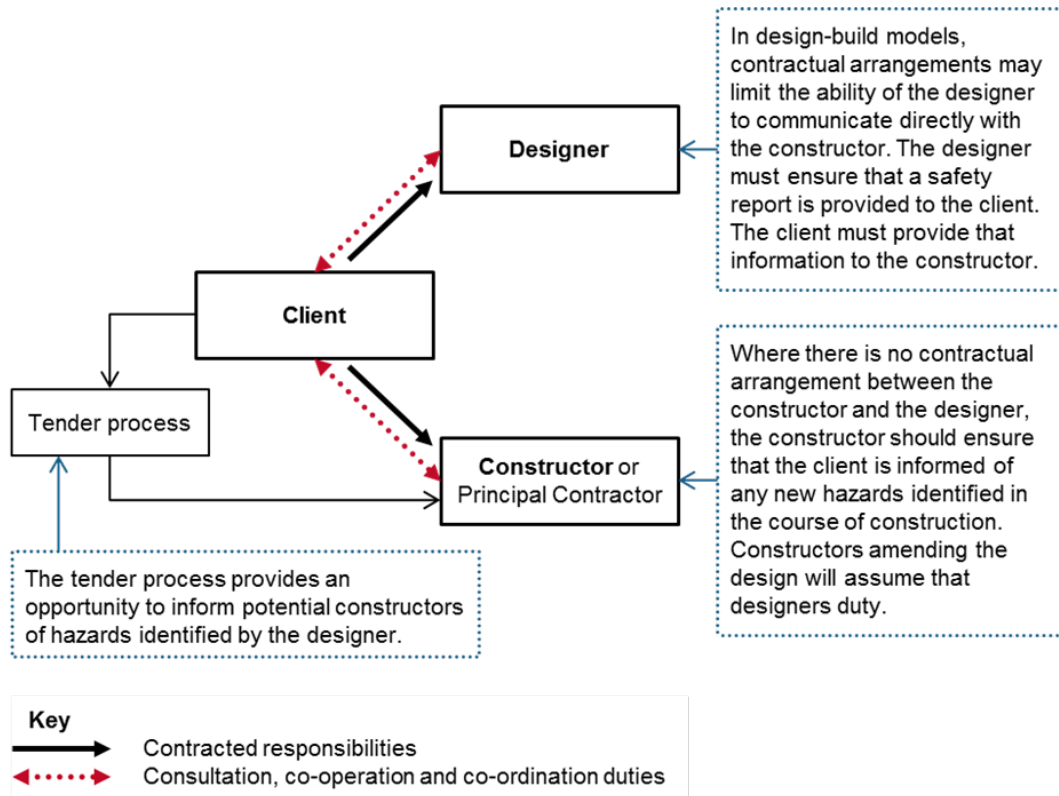 In design-build models,
contractual arrangements may
limit the ability of the designer
to communicate directly with
the constructor. The designer
must ensure that a safety
report is provided to the client.
The client must provide that
information to the constructor.
Designer
Client
Tender process
Constructor or
Principal Contractor
Where there is no contractual
arrangement between the
constructor and the designer,
the constructor should ensure
that the client is informed of
any new hazards identified in
the course of construction.
Constructors amending the
design will assume that
designers duty.
The tender process provides an
opportunity to inform potential constructors
of hazards identified by the designer.
Key
Contracted responsibilities
Consultation, co-operation and co-ordination duties